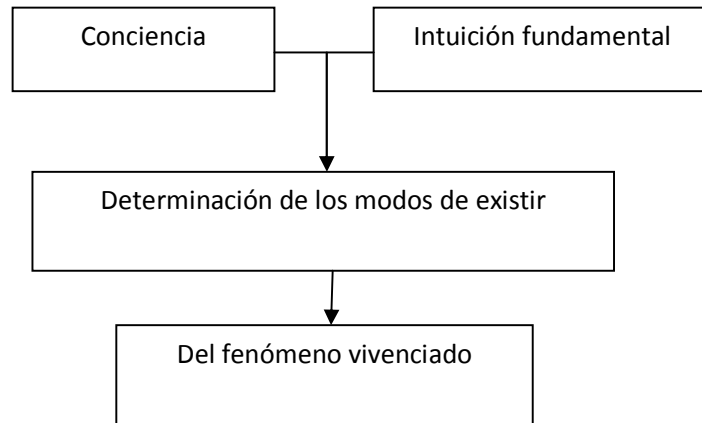 Conciencia
Intuición fundamental
Determinación de los modos de existir
Del fenómeno vivenciado